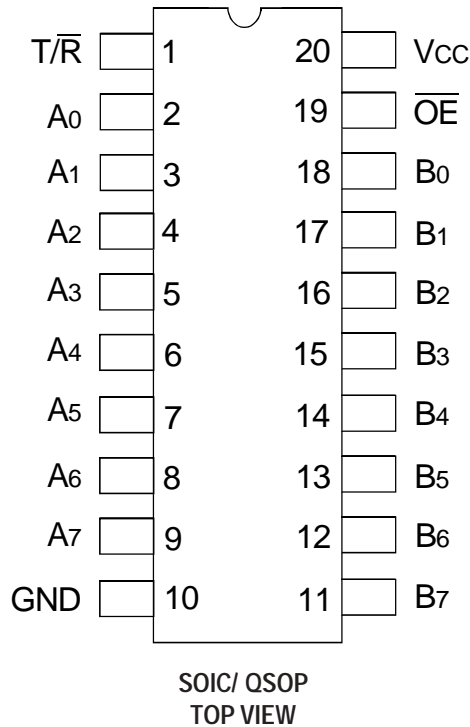 T/R̅ 1 20 VCC
A0 2 19 O̅E̅
A1 3 18 B0
A2 4 17 B1
A3 5 16 B2
A4 6 15 B3
A5 7 14 B4
A6 8 13 B5
A7 9 12 B6
GND 10 11 B7
SOIC/ QSOP
TOP VIEW